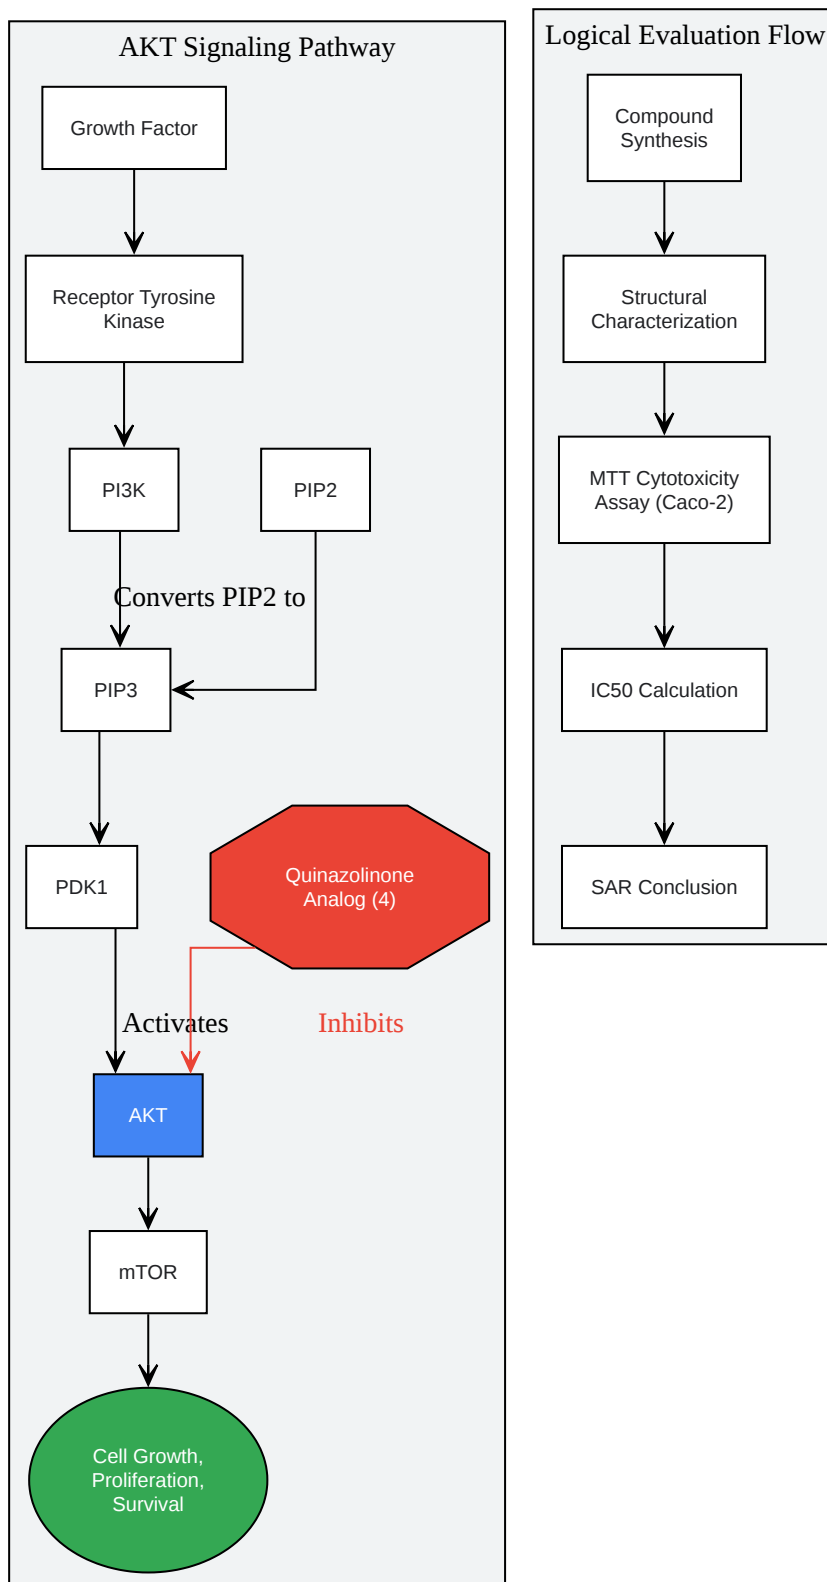 AKT Signaling Pathway
Growth Factor
Receptor Tyrosine
Kinase
PI3K
PIP2
Converts PIP2 to
PIP3
PDK1
Quinazolinone
Analog (4)
Activates
Inhibits
AKT
mTOR
Cell Growth,
Proliferation,
Survival
Logical Evaluation Flow
Compound
Synthesis
Structural
Characterization
MTT Cytotoxicity
Assay (Caco-2)
IC50 Calculation
SAR Conclusion